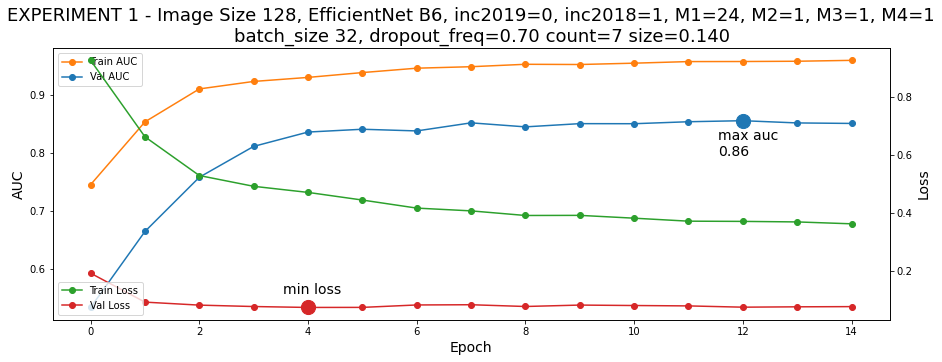 EXPERIMENT 1 - Image Size 128, EfficientNet B6, inc2019=0, inc2018=1, M1=24, M2=1, M3=1, M4=1
batch_size 32, dropout_freq=0.70 count=7 size=0.140
Train AUC
Val AUC
0.9
0.8
0.7
0.6
AUC
max auc
0.86
min loss
Train Loss
Val Loss
0.8
0.6
0.4
0.2
Loss
0 2 4 6 8 10 12 14
Epoch